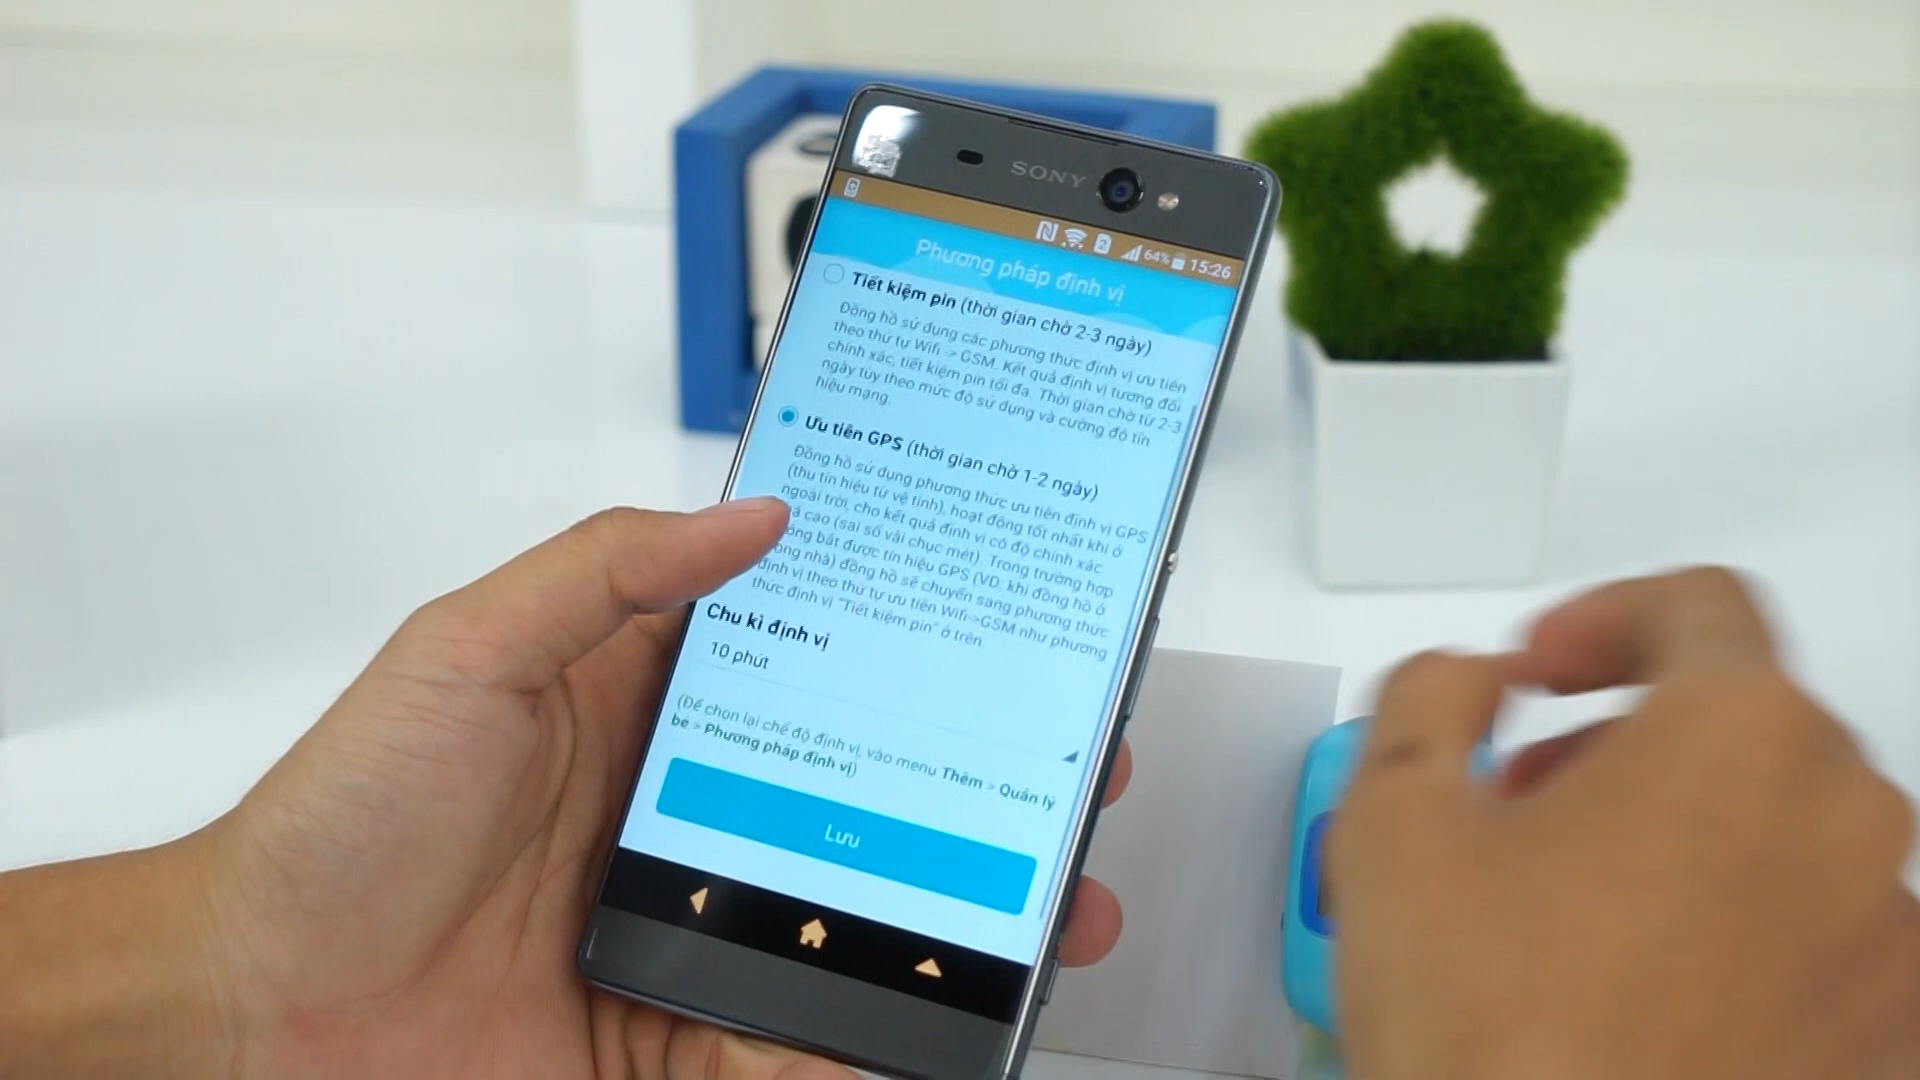 SONY
2
64% 15:26
Phương pháp định vị
Tiết kiệm pin (thời gian chờ 2-3 ngày)
Đồng hồ sử dụng các phương thức định vị ưu tiên
theo thứ tự Wifi -> GSM. Kết quả định vị tương đối
chính xác, tiết kiệm pin tối đa. Thời gian chờ từ 2-3
ngày tùy theo mức độ sử dụng và cường độ tín
hiệu mạng.
Ưu tiên GPS (thời gian chờ 1-2 ngày)
Đồng hồ sử dụng phương thức ưu tiên định vị GPS
(thu tín hiệu từ vệ tinh), hoạt động tốt nhất khi ở
ngoài trời, cho kết quả định vị có độ chính xác
cao (sai số vài chục mét). Trong trường hợp
bắt được tín hiệu GPS (VD: khi đồng hồ ở
nhà) đồng hồ sẽ chuyển sang phương thức
định vị theo thứ tự ưu tiên Wifi->GSM như phương
thức định vị "Tiết kiệm pin" ở trên.
Chu kì định vị
10 phút
(Để chọn lại chế độ định vị, vào menu Thêm > Quản lý
bé > Phương pháp định vị)
Lưu